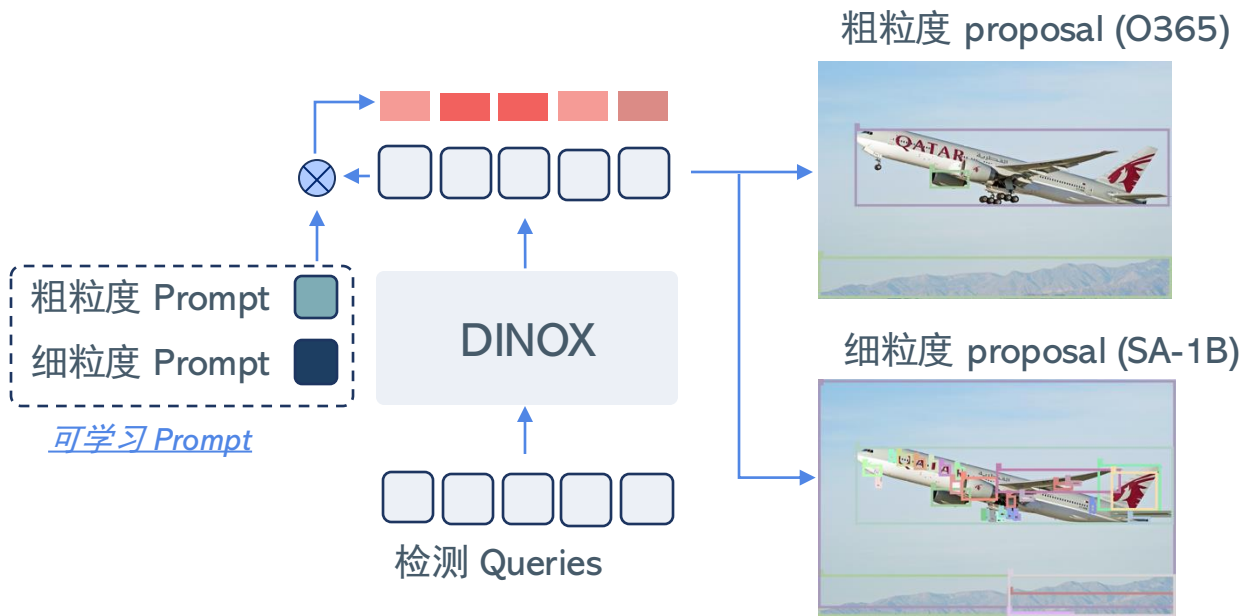 粗粒度 proposal (O365)
QATAR
粗粒度 Prompt
细粒度 Prompt
可学习 Prompt
DINOX
检测 Queries
细粒度 proposal (SA-1B)